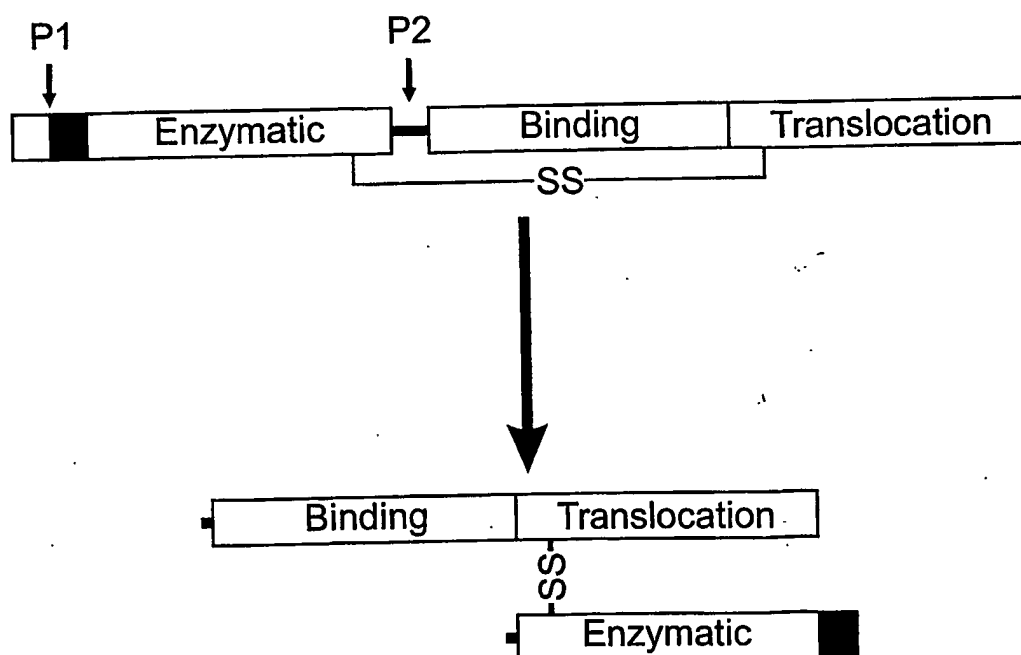 P1
P2
Enzymatic
Binding
Translocation
SS
Binding
Translocation
SS
Enzymatic